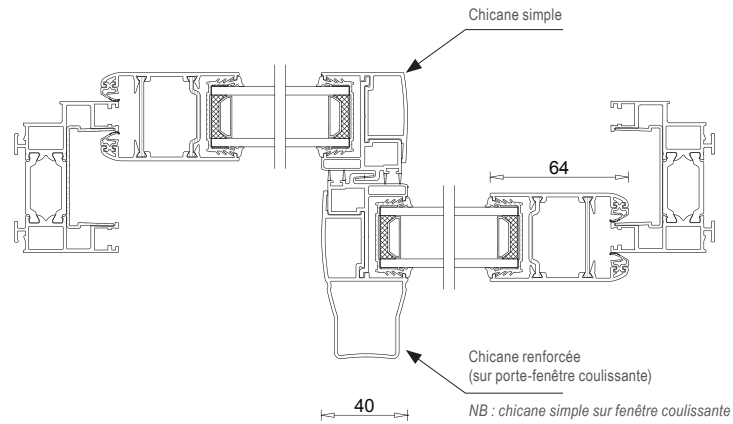 Chicane simple
64
Chicane renforcée
(sur porte-fenêtre coulissante)
40
NB : chicane simple sur fenêtre coulissante